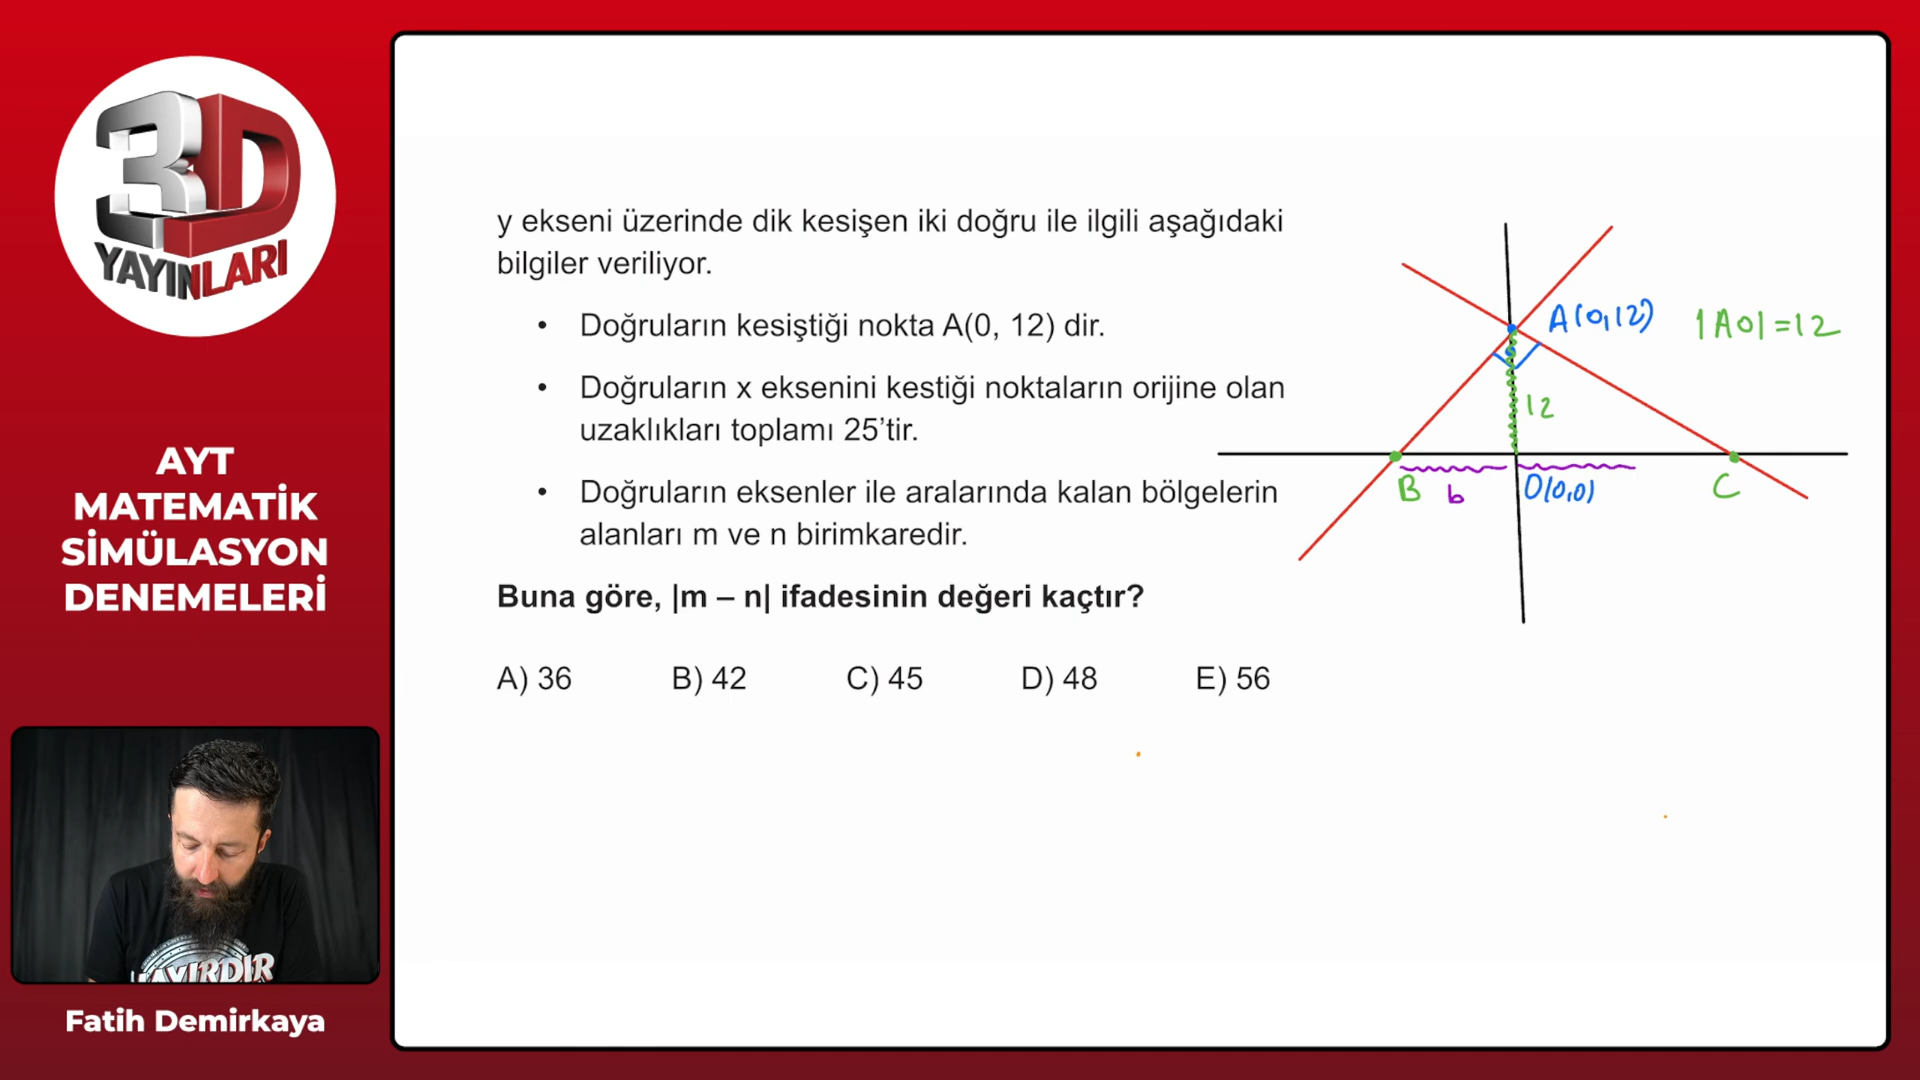 3D
YAYINLARI
AYT
MATEMATİK
SİMÜLASYON
DENEMELERİ
Fatih Demirkaya
y ekseni üzerinde dik kesişen iki doğru ile ilgili aşağıdaki
bilgiler veriliyor.
• Doğruların kesiştiği nokta A(0, 12) dir.
• Doğruların x eksenini kestiği noktaların orijine olan
uzaklıkları toplamı 25'tir.
• Doğruların eksenler ile aralarında kalan bölgelerin
alanları m ve n birimkaredir.
Buna göre, |m – n| ifadesinin değeri kaçtır?
A) 36 B) 42 C) 45 D) 48 E) 56
A(0,12) |AO|=12
12
B b O(0,0) C